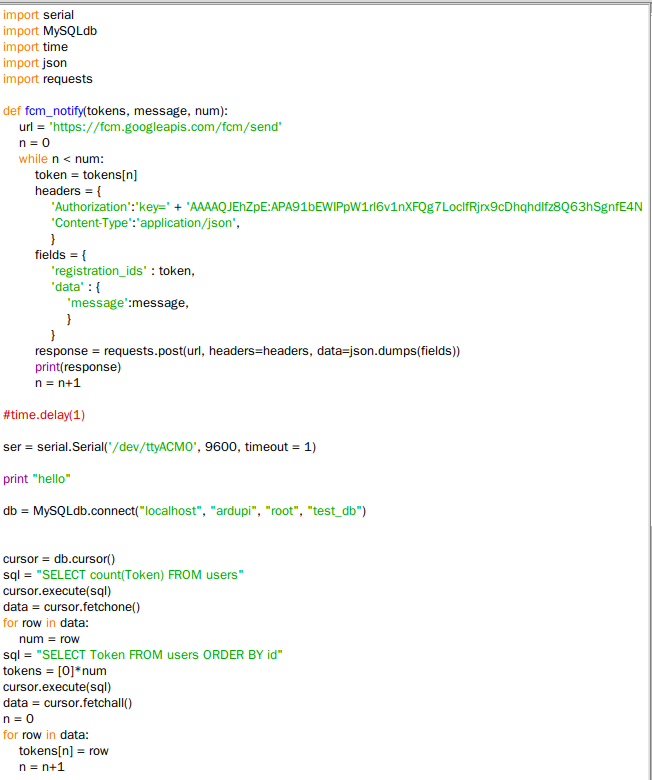 import serial
import MySQLdb
import time
import json
import requests
def fcm_notify(tokens, message, num):
url = 'https://fcm.googleapis.com/fcm/send'
n = 0
while n < num:
token = tokens[n]
headers = {
'Authorization':'key=' + 'AAAAQJEhZpE:APA91bEWIPpW1rl6v1nXFQg7LoclfRjrx9cDhqhdlfz8Q63hSgnfE4N
'Content-Type':'application/json',
}
fields = {
'registration_ids' : token,
'data' : {
'message':message,
}
}
response = requests.post(url, headers=headers, data=json.dumps(fields))
print(response)
n = n+1
#time.delay(1)
ser = serial.Serial('/dev/ttyACM0', 9600, timeout = 1)
print "hello"
db = MySQLdb.connect("localhost", "ardupi", "root", "test_db")
cursor = db.cursor()
sql = "SELECT count(Token) FROM users"
cursor.execute(sql)
data = cursor.fetchone()
for row in data:
num = row
sql = "SELECT Token FROM users ORDER BY id"
tokens = [0]*num
cursor.execute(sql)
data = cursor.fetchall()
n = 0
for row in data:
tokens[n] = row
n = n+1